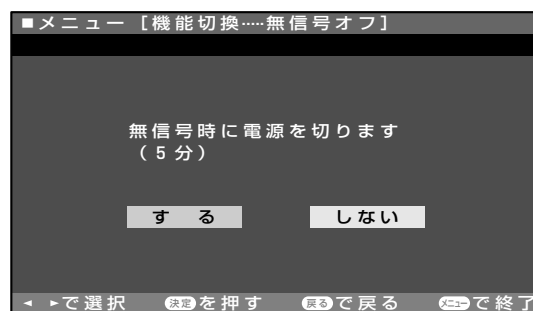 ■メニュー [機能切換……無信号オフ]
無信号時に電源を切ります
(5分)
する しない
◄ ►で選択 決定を押す 戻るで戻る メニューで終了